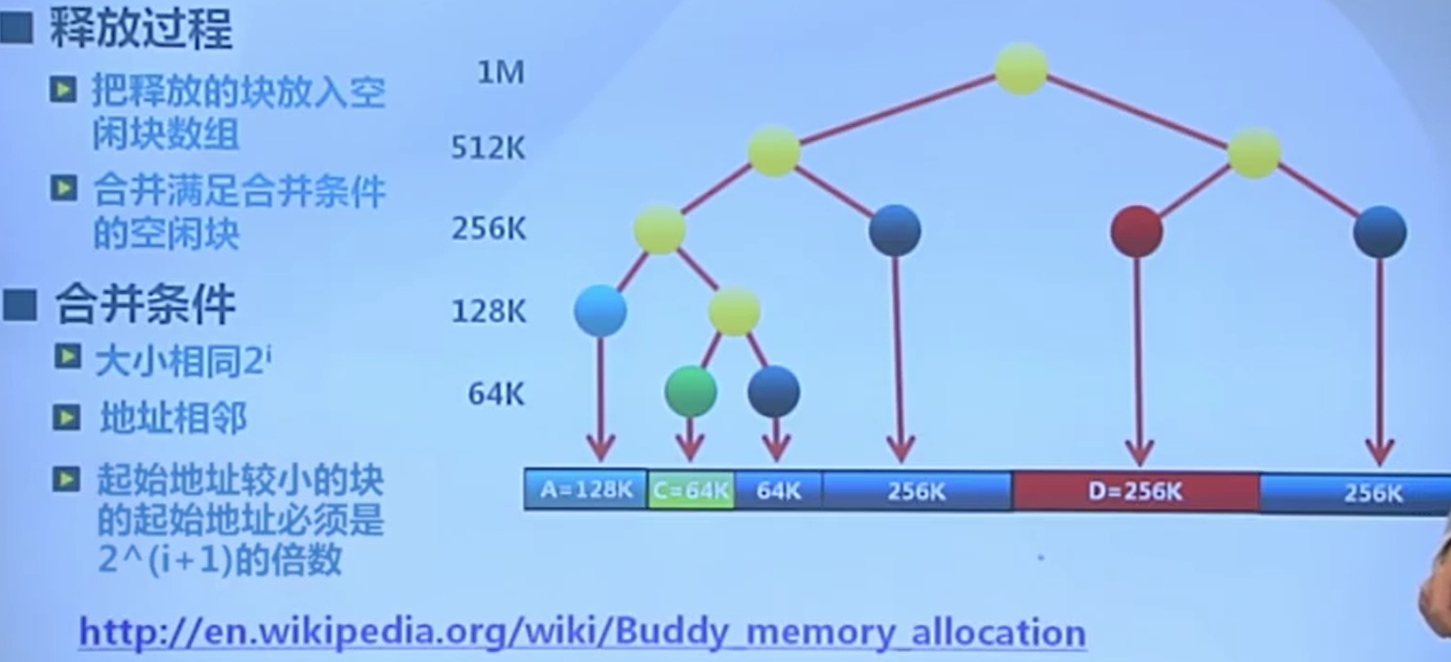 释放过程
把释放的块放入空
闲块数组
合并满足合并条件
的空闲块
合并条件
大小相同2ⁱ
地址相邻
起始地址较小的块
的起始地址必须是
2^(i+1)的倍数
1M
512K
256K
128K
64K
A=128K C=64K 64K 256K D=256K 256K
http://en.wikipedia.org/wiki/Buddy_memory_allocation